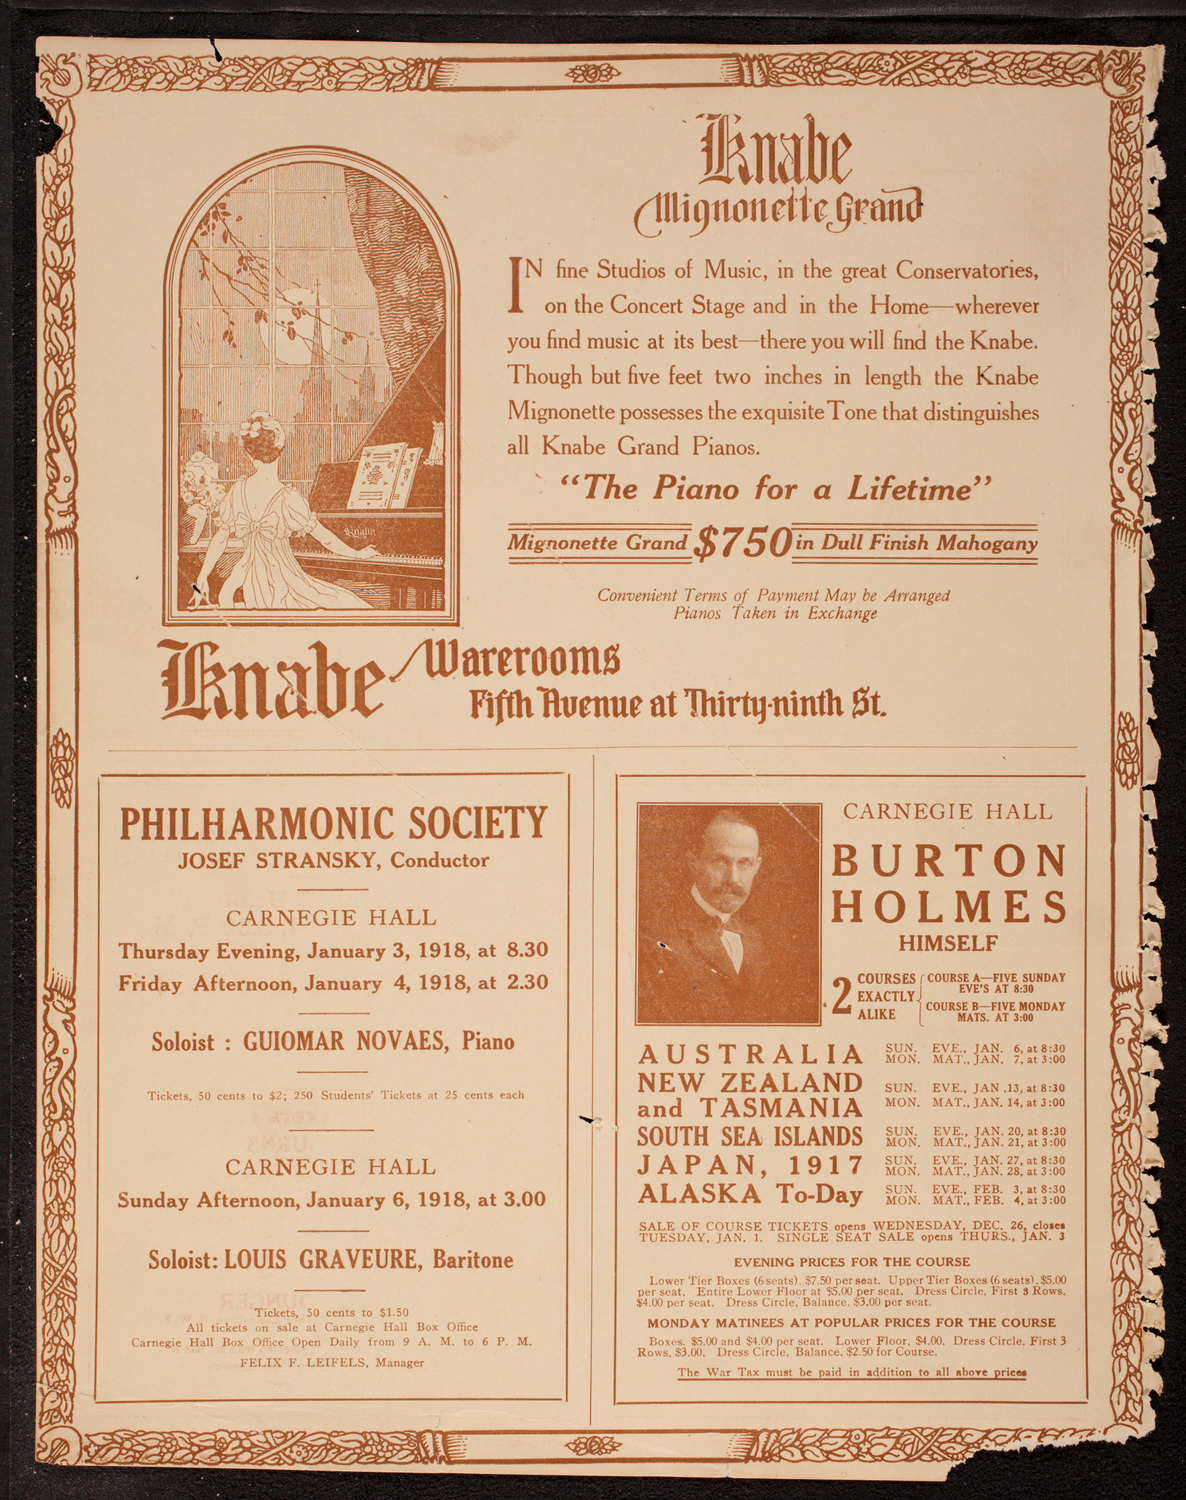 Knabe
Mignonette Grand
IN fine Studios of Music, in the great Conservatories,
on the Concert Stage and in the Home—wherever
you find music at its best—there you will find the Knabe.
Though but five feet two inches in length the Knabe
Mignonette possesses the exquisite Tone that distinguishes
all Knabe Grand Pianos.
"The Piano for a Lifetime"
Mignonette Grand $750 in Dull Finish Mahogany
Convenient Terms of Payment May be Arranged
Pianos Taken in Exchange
Knabe
Knabe Warerooms
Fifth Avenue at Thirty-ninth St.
PHILHARMONIC SOCIETY
JOSEF STRANSKY, Conductor
CARNEGIE HALL
Thursday Evening, January 3, 1918, at 8.30
Friday Afternoon, January 4, 1918, at 2.30
Soloist : GUIOMAR NOVAES, Piano
Tickets, 50 cents to $2; 250 Students' Tickets at 25 cents each
CARNEGIE HALL
Sunday Afternoon, January 6, 1918, at 3.00
Soloist: LOUIS GRAVEURE, Baritone
Tickets, 50 cents to $1.50
All tickets on sale at Carnegie Hall Box Office
Carnegie Hall Box Office Open Daily from 9 A. M. to 6 P. M.
FELIX F. LEIFELS, Manager
CARNEGIE HALL
BURTON
HOLMES
HIMSELF
2 COURSES EXACTLY ALIKE
COURSE A—FIVE SUNDAY
EVE'S AT 8:30
COURSE B—FIVE MONDAY
MATS. AT 3:00
AUSTRALIA SUN. EVE., JAN. 6, at 8:30
MON. MAT., JAN. 7, at 3:00
NEW ZEALAND SUN. EVE., JAN .13, at 8:30
and TASMANIA MON. MAT., JAN. 14, at 3:00
SOUTH SEA ISLANDS SUN. EVE., JAN. 20, at 8:30
MON. MAT., JAN. 21, at 3:00
JAPAN, 1917 SUN. EVE., JAN. 27, at 8:30
MON. MAT., JAN. 28, at 3:00
ALASKA To-Day SUN. EVE., FEB. 3, at 8:30
MON. MAT., FEB. 4, at 3:00
SALE OF COURSE TICKETS opens WEDNESDAY, DEC. 26, closes
TUESDAY, JAN. 1. SINGLE SEAT SALE opens THURS., JAN. 3
EVENING PRICES FOR THE COURSE
Lower Tier Boxes (6 seats), $7.50 per seat. Upper Tier Boxes (6 seats), $5.00
per seat. Entire Lower Floor at $5.00 per seat. Dress Circle, First 3 Rows,
$4.00 per seat. Dress Circle, Balance, $3.00 per seat.
MONDAY MATINEES AT POPULAR PRICES FOR THE COURSE
Boxes, $5.00 and $4.00 per seat. Lower Floor, $4.00. Dress Circle, First 3
Rows, $3.00. Dress Circle, Balance, $2.50 for Course.
The War Tax must be paid in addition to all above prices